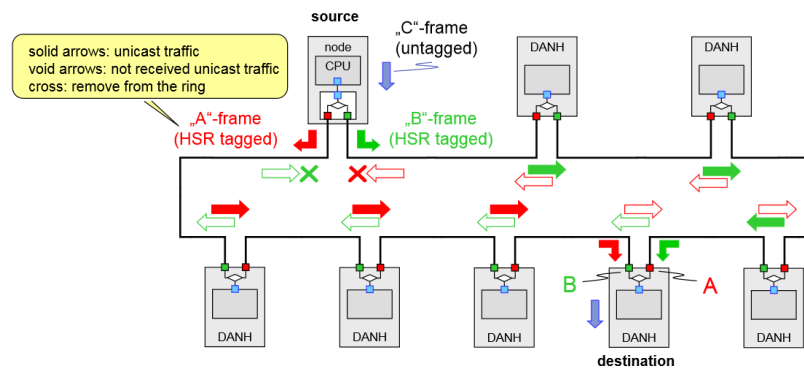 source
„C“-frame
(untagged)
node
CPU
DANH
DANH
solid arrows: unicast traffic
void arrows: not received unicast traffic
cross: remove from the ring
„A“-frame
(HSR tagged)
„B“-frame
(HSR tagged)
B
A
DANH
DANH
DANH
DANH
DANH
destination